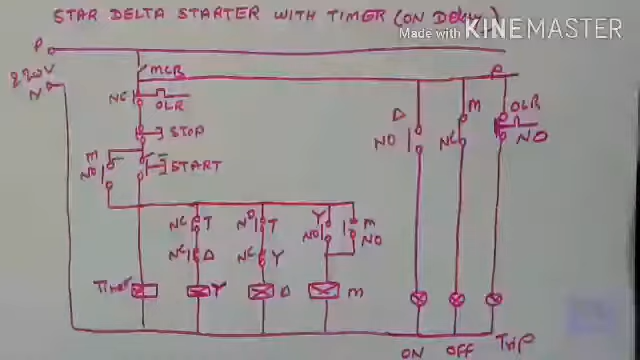 STAR DELTA STARTER WITH TIMER (ON Delay)
Made with KINEMASTER
P
220V
N
MCB
P
NC
OLR
STOP
M
NO
START
Δ
NO
M
NC
OLR
NO
NC T
NO T
Y
NO
M
NO
NC Δ
NC Y
Timer
Y
Δ
M
ON OFF Trip